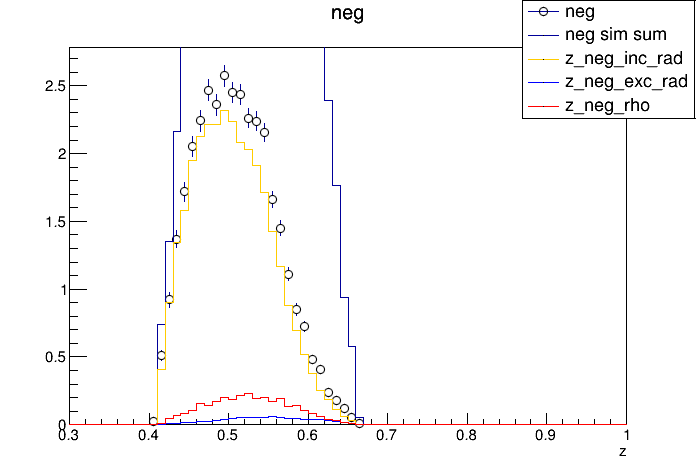 neg
neg
neg sim sum
z_neg_inc_rad
z_neg_exc_rad
z_neg_rho
2.5
2
1.5
1
0.5
0
0.3 0.4 0.5 0.6 0.7 0.8 0.9 1
z